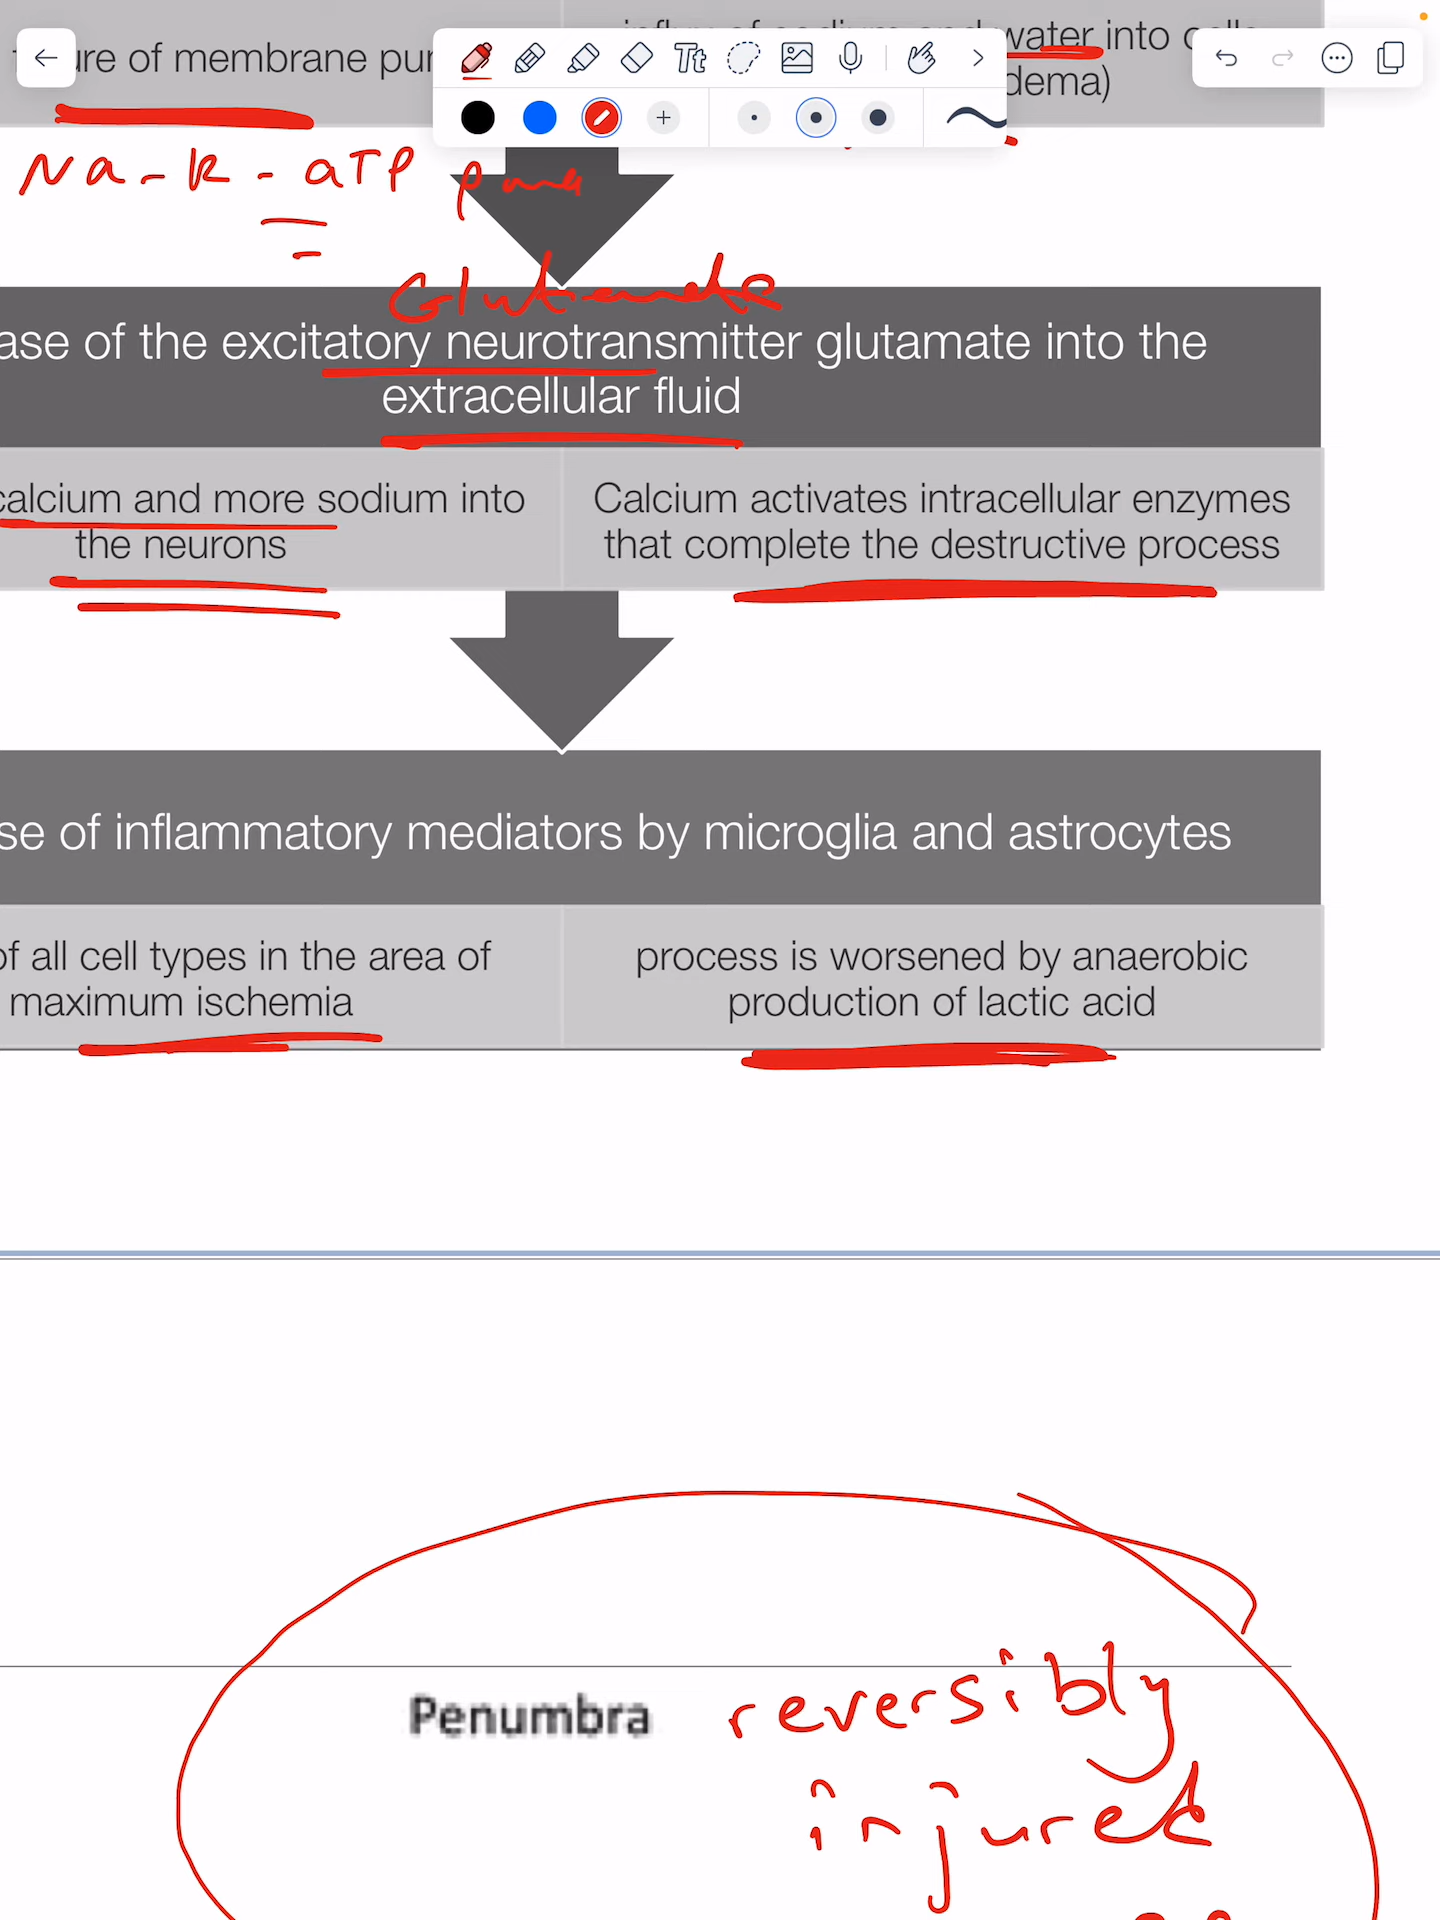 water into
ure of membrane
dema)
Na-K-ATP pump
Glutamate
ase of the excitatory neurotransmitter glutamate into the
extracellular fluid
calcium and more sodium into
the neurons
Calcium activates intracellular enzymes
that complete the destructive process
se of inflammatory mediators by microglia and astrocytes
of all cell types in the area of
maximum ischemia
process is worsened by anaerobic
production of lactic acid
Penumbra
reversibly
injured
Tt